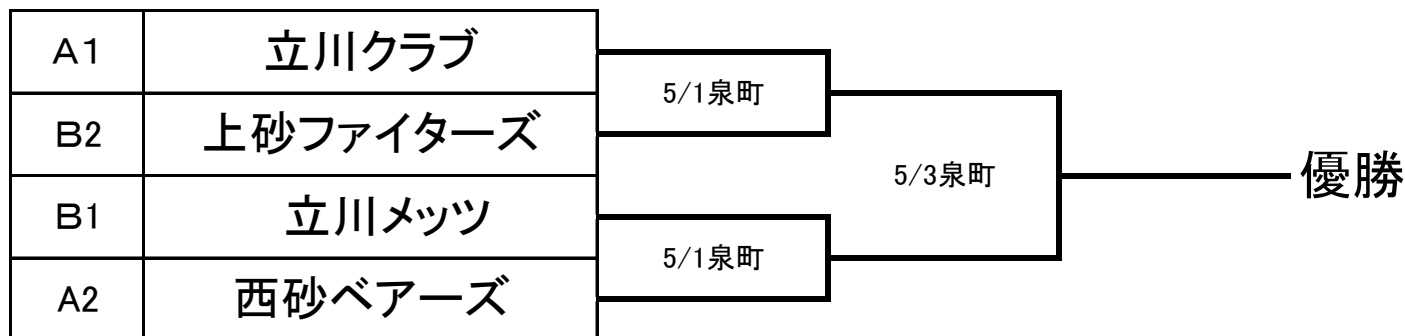 A1 立川クラブ
5/1泉町
B2 上砂ファイターズ
5/3泉町
優勝
B1 立川メッツ
5/1泉町
A2 西砂ベアーズ